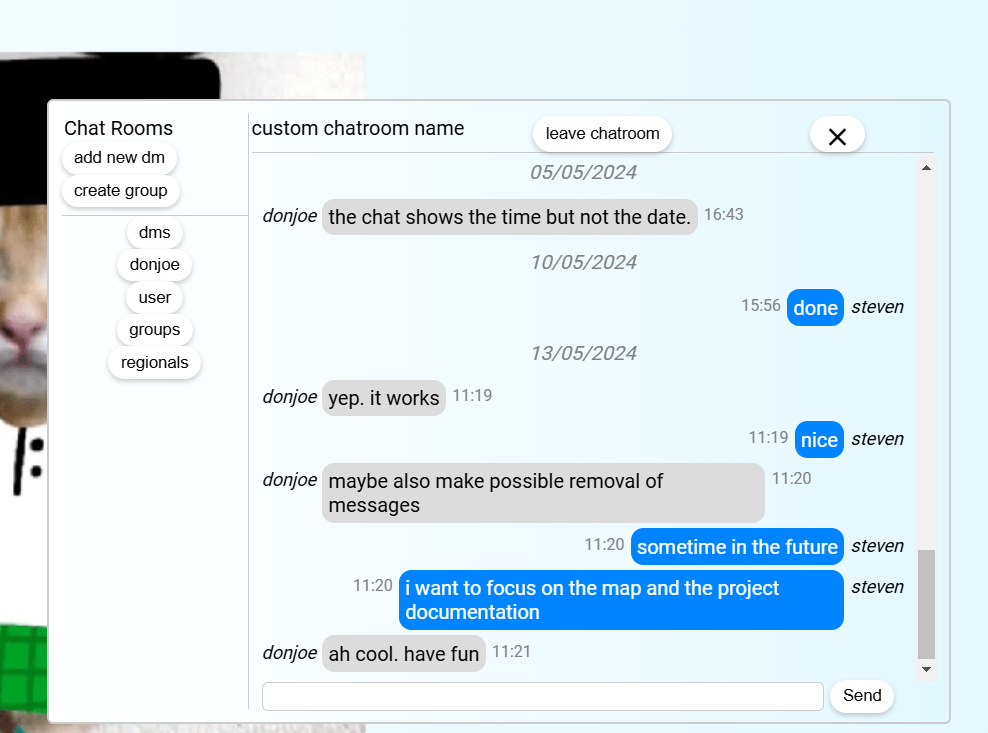 Chat Rooms
add new dm
create group
dms
donjoe
user
groups
regionals
custom chatroom name
leave chatroom
05/05/2024
donjoe the chat shows the time but not the date. 16:43
10/05/2024
15:56 done steven
13/05/2024
donjoe yep. it works 11:19
11:19 nice steven
donjoe maybe also make possible removal of 11:20
messages
11:20 sometime in the future steven
11:20 i want to focus on the map and the project steven
documentation
donjoe ah cool. have fun 11:21
Send